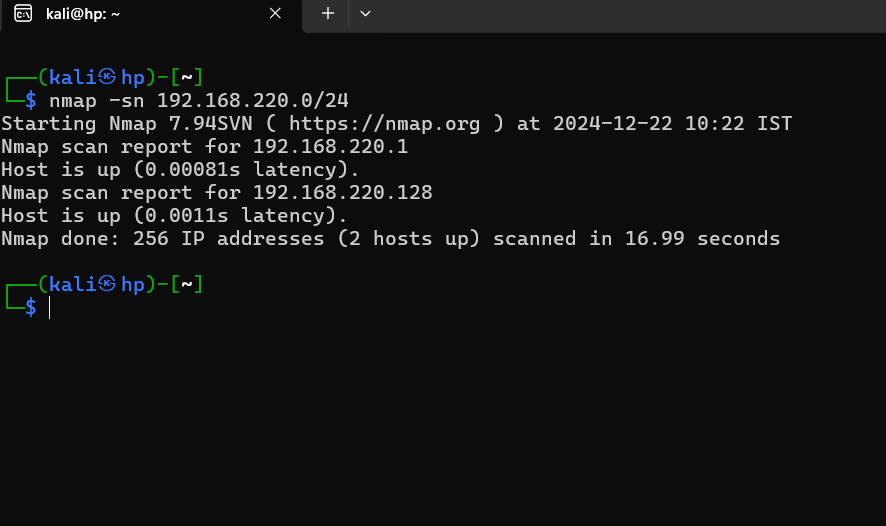 kali@hp: ~
┌──(kali㉿hp)-[~]
└─$ nmap -sn 192.168.220.0/24
Starting Nmap 7.94SVN ( https://nmap.org ) at 2024-12-22 10:22 IST
Nmap scan report for 192.168.220.1
Host is up (0.00081s latency).
Nmap scan report for 192.168.220.128
Host is up (0.0011s latency).
Nmap done: 256 IP addresses (2 hosts up) scanned in 16.99 seconds
┌──(kali㉿hp)-[~]
└─$